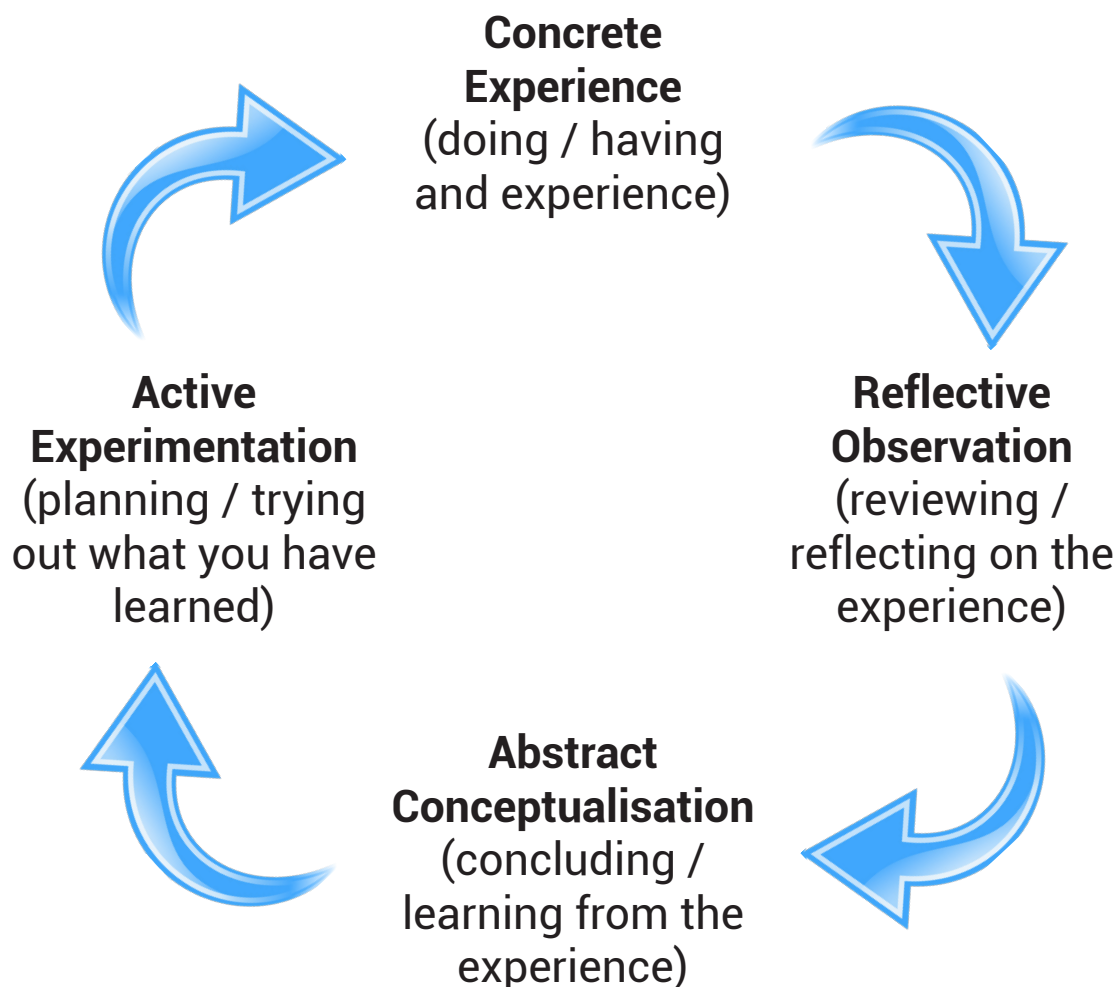 Concrete
Experience
(doing / having
and experience)
Active
Experimentation
(planning / trying
out what you have
learned)
Reflective
Observation
(reviewing /
reflecting on the
experience)
Abstract
Conceptualisation
(concluding /
learning from the
experience)